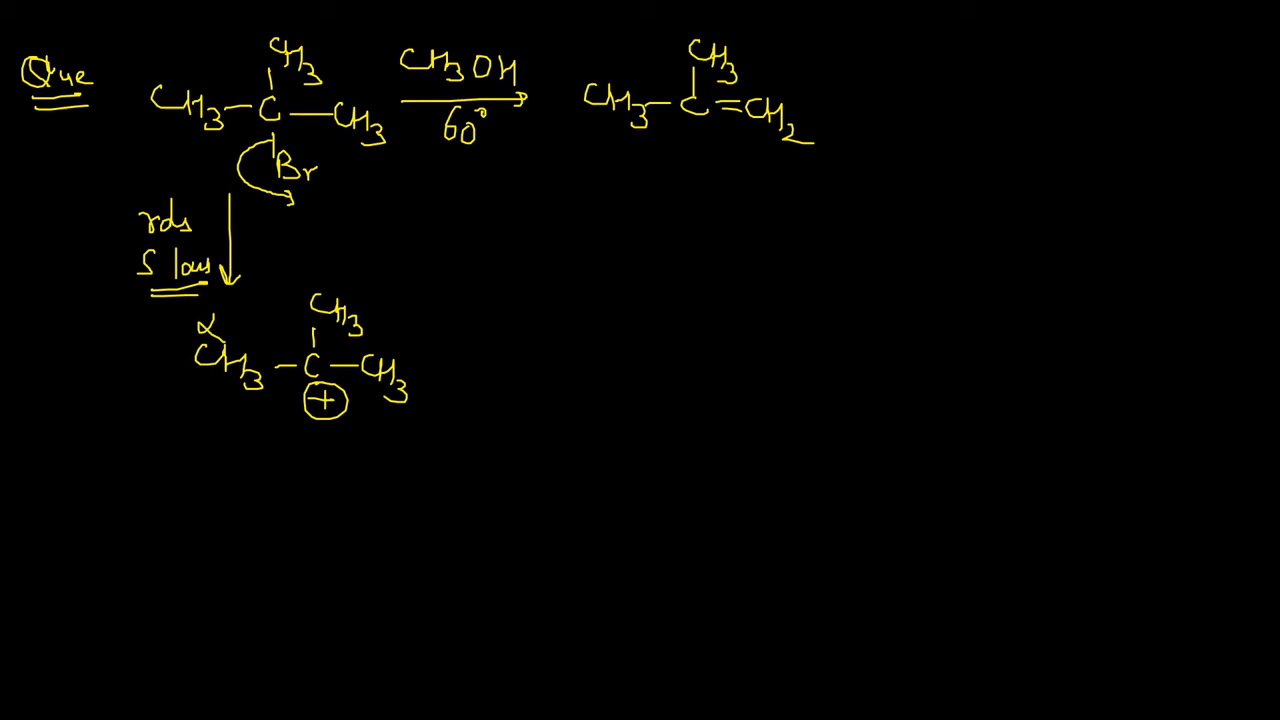 Que
CH3 CH3OH CH3
CH3-C-CH3 60° CH3-C=CH2
Br
rds
Slow
α CH3
CH3-C-CH3
+